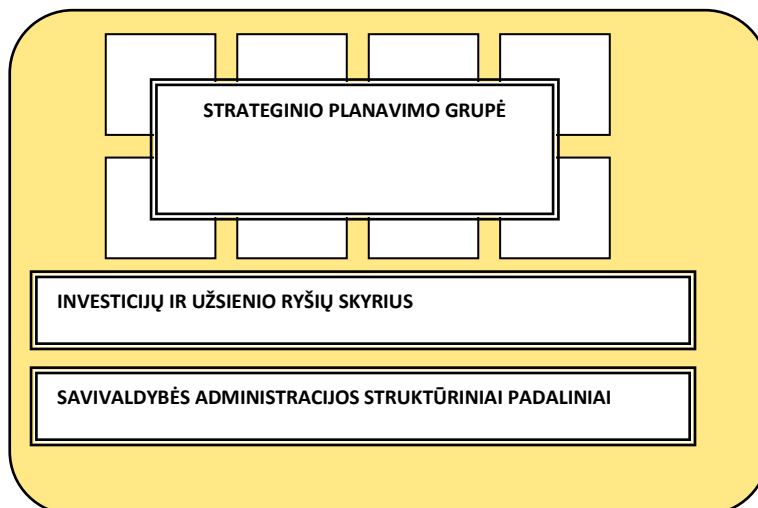 STRATEGINIO PLANAVIMO GRUPĖ
INVESTICIJŲ IR UŽSIENIO RYŠIŲ SKYRIUS
SAVIVALDYBĖS ADMINISTRACIJOS STRUKTŪRINIAI PADALINIAI